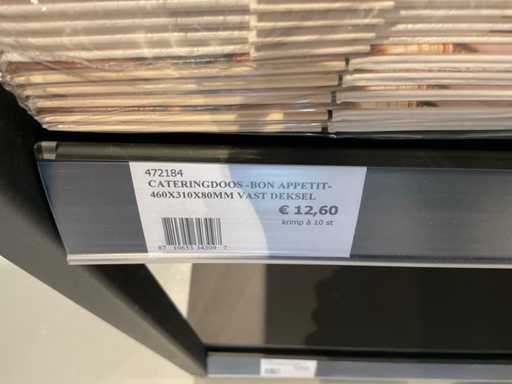 472184
CATERINGDOOS -BON APPETIT-
460X310X80MM VAST DEKSEL
€ 12,60
krimp à 10 st